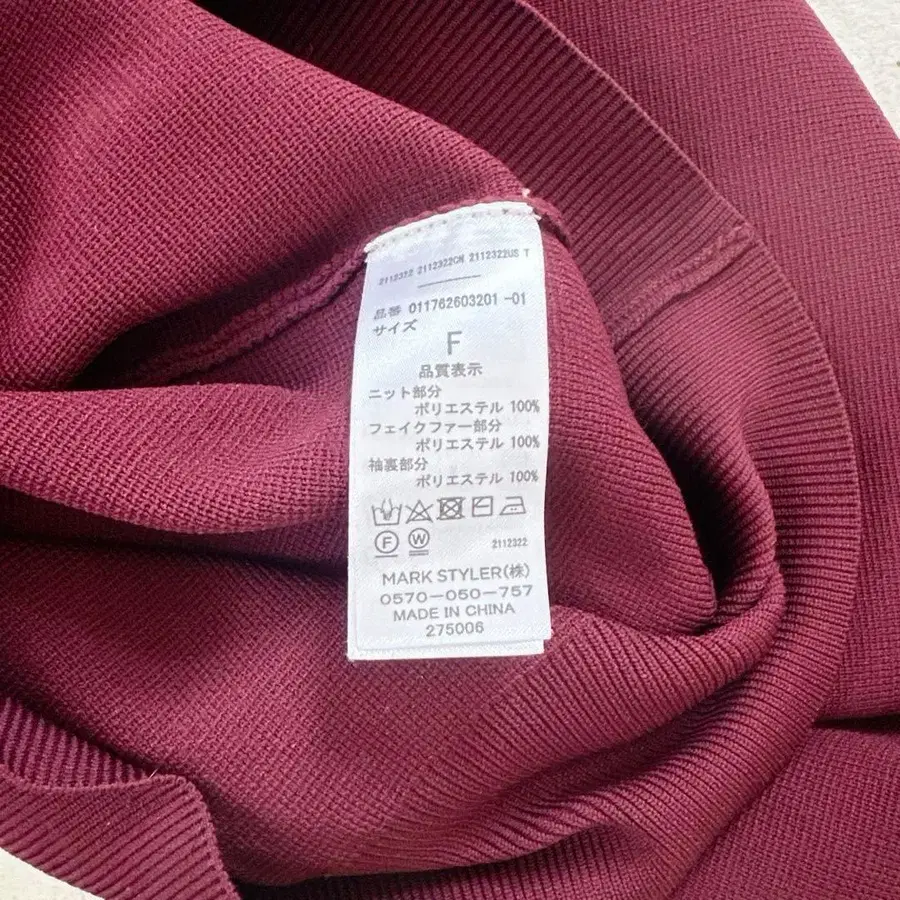 2112322 2112322CN 2112322US T
品番 011762603201 -01
サイズ
F
品質表示
ニット部分
ポリエステル 100%
フェイクファー部分
ポリエステル 100%
袖裏部分
ポリエステル 100%
F W
2112322
MARK STYLER(株)
0570-050-757
MADE IN CHINA
275006